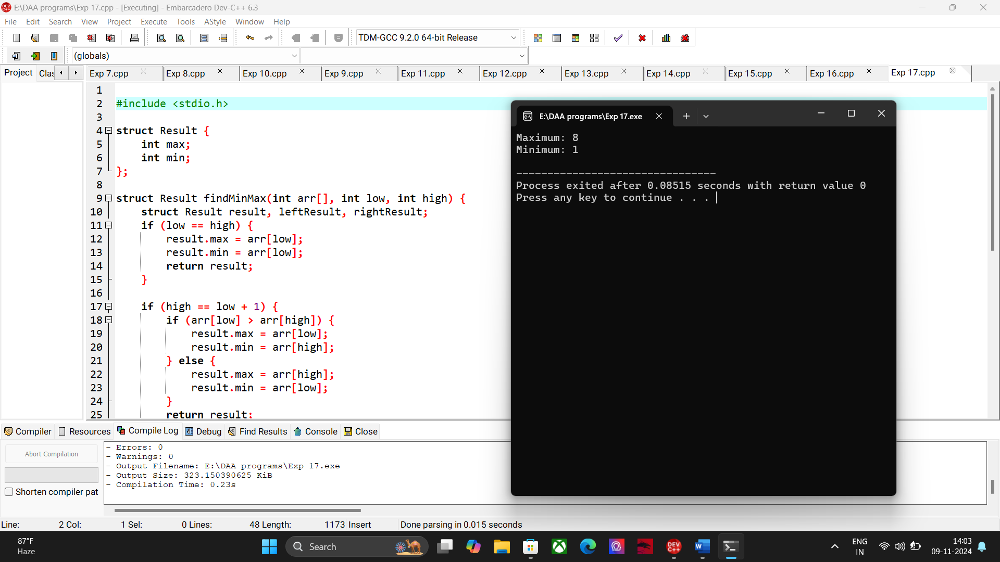 E:\DAA programs\Exp 17.cpp - [Executing] - Embarcadero Dev-C++ 6.3
File Edit Search View Project Execute Tools AStyle Window Help
TDM-GCC 9.2.0 64-bit Release
(globals)
Project Clas Exp 7.cpp Exp 8.cpp Exp 10.cpp Exp 9.cpp Exp 11.cpp Exp 12.cpp Exp 13.cpp Exp 14.cpp Exp 15.cpp Exp 16.cpp Exp 17.cpp
1
2 #include <stdio.h>
3
4 struct Result {
5 int max;
6 int min;
7 };
8
9 struct Result findMinMax(int arr[], int low, int high) {
10 struct Result result, leftResult, rightResult;
11 if (low == high) {
12 result.max = arr[low];
13 result.min = arr[low];
14 return result;
15 }
16
17 if (high == low + 1) {
18 if (arr[low] > arr[high]) {
19 result.max = arr[low];
20 result.min = arr[high];
21 } else {
22 result.max = arr[high];
23 result.min = arr[low];
24 }
25 return result;
E:\DAA programs\Exp 17.exe
Maximum: 8
Minimum: 1
--------------------------------
Process exited after 0.08515 seconds with return value 0
Press any key to continue . . .
Compiler Resources Compile Log Debug Find Results Console Close
Abort Compilation
Shorten compiler pat
- Errors: 0
- Warnings: 0
- Output Filename: E:\DAA programs\Exp 17.exe
- Output Size: 323.150390625 KiB
- Compilation Time: 0.23s
Line: 2 Col: 1 Sel: 0 Lines: 48 Length: 1173 Insert Done parsing in 0.015 seconds
87°F
Haze
Search
DEV C++
ENG
IN
14:03
09-11-2024